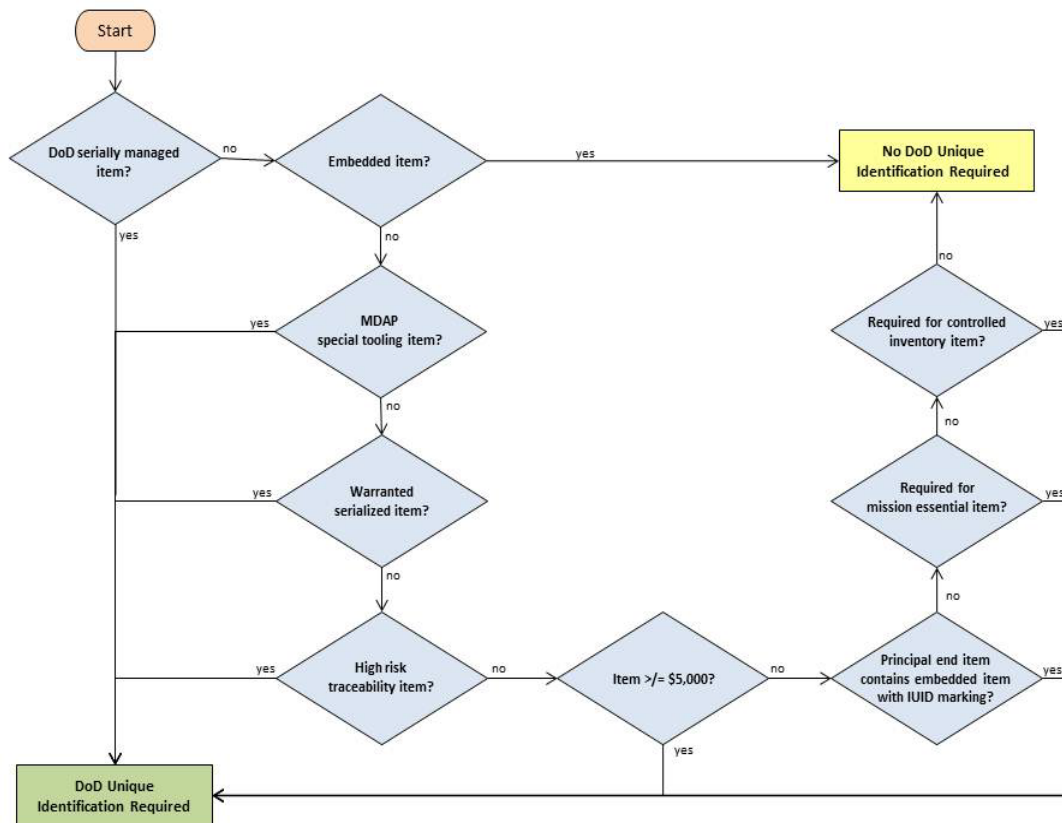 Start
DoD serially managed
item?
no
Embedded item?
yes
No DoD Unique
Identification Required
yes
no
no
MDAP
special tooling item?
yes
Required for controlled
inventory item?
yes
no
no
Warranted
serialized item?
yes
Required for
mission essential item?
yes
no
no
High risk
traceability item?
yes
no
Item >/= $5,000?
no
Principal end item
contains embedded item
with IUID marking?
yes
yes
DoD Unique
Identification Required